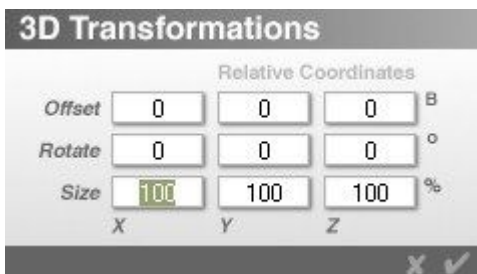 3D Transformations
Relative Coordinates
Offset 0 0 0 B
Rotate 0 0 0 °
Size 100 100 100 %
X Y Z